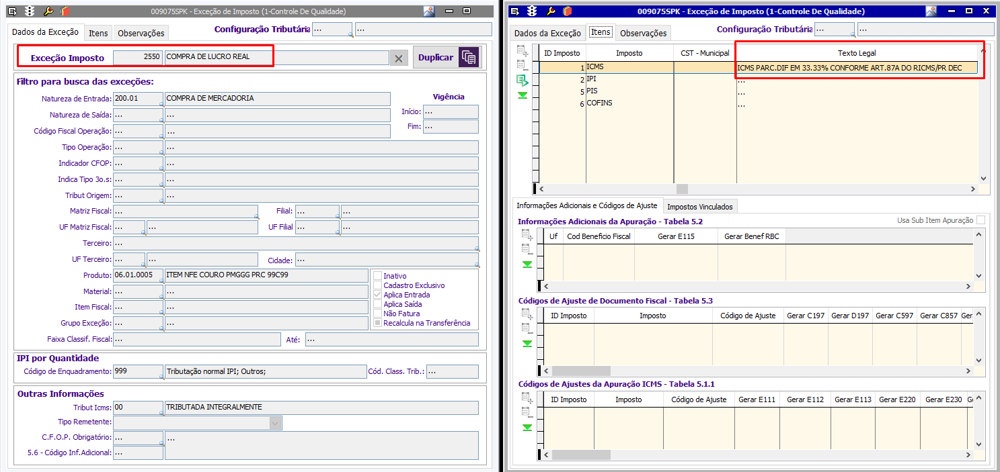 009075SPK - Exceção de Imposto (1-Controle De Qualidade)
Dados da Exceção
Itens
Observações
Configuração Tributária
...
...
Exceção Imposto
2550
COMPRA DE LUCRO REAL
Duplicar
Filtro para busca das exceções:
Natureza de Entrada:
200.01
COMPRA DE MERCADORIA
Vigência
Natureza de Saída:
...
...
Início:
...
Código Fiscal Operação:
...
...
Fim:
...
Tipo Operação:
...
...
Indicador CFOP:
...
...
Indica Tipo 3o.s:
...
...
Tribut Origem:
...
...
Matriz Fiscal:
...
Filial:
...
...
UF Matriz Fiscal:
...
...
UF Filial
...
...
Terceiro:
...
UF Terceiro:
...
...
Cidade:
...
Produto:
06.01.0005
ITEM NFE COURO PMGGG PRC 99C99
Material:
...
...
Item Fiscal:
...
...
Grupo Exceção:
...
...
Inativo
Cadastro Exclusivo
Aplica Entrada
Aplica Saída
Não Fatura
Recalcula na Transferência
Faixa Classif. Fiscal:
...
Até:
...
IPI por Quantidade
Código de Enquadramento:
999
Tributação normal IPI; Outros;
Cód. Class. Trib.:
...
Outras Informações
Tribut Icms:
00
TRIBUTADA INTEGRALMENTE
Tipo Remetente:
C.F.O.P. Obrigatório:
...
...
5.6 - Código Inf.Adicional:
...
009075SPK - Exceção de Imposto (1-Controle De Qualidade)
Dados da Exceção
Itens
Observações
Configuração Tributária
...
...
ID Imposto
Imposto
CST - Municipal
Texto Legal
1
ICMS
ICMS PARC.DIF EM 33.33% CONFORME ART.87A DO RICMS/PR DEC
2
IPI
...
5
PIS
...
6
COFINS
...
Informações Adicionais e Códigos de Ajuste
Impostos Vinculados
Informações Adicionais da Apuração - Tabela 5.2
Usa Sub Item Apuração
Uf
Cod Beneficio Fiscal
Gerar E115
Gerar Benef RBC
Códigos de Ajuste de Documento Fiscal - Tabela 5.3
ID Imposto
Imposto
Código de Ajuste
Gerar C197
Gerar D197
Gerar C597
Gerar C857
Ger
Códigos de Ajustes da Apuração ICMS - Tabela 5.1.1
ID Imposto
Imposto
Código de Ajuste
Gerar E111
Gerar E112
Gerar E113
Gerar E220
Gerar E230